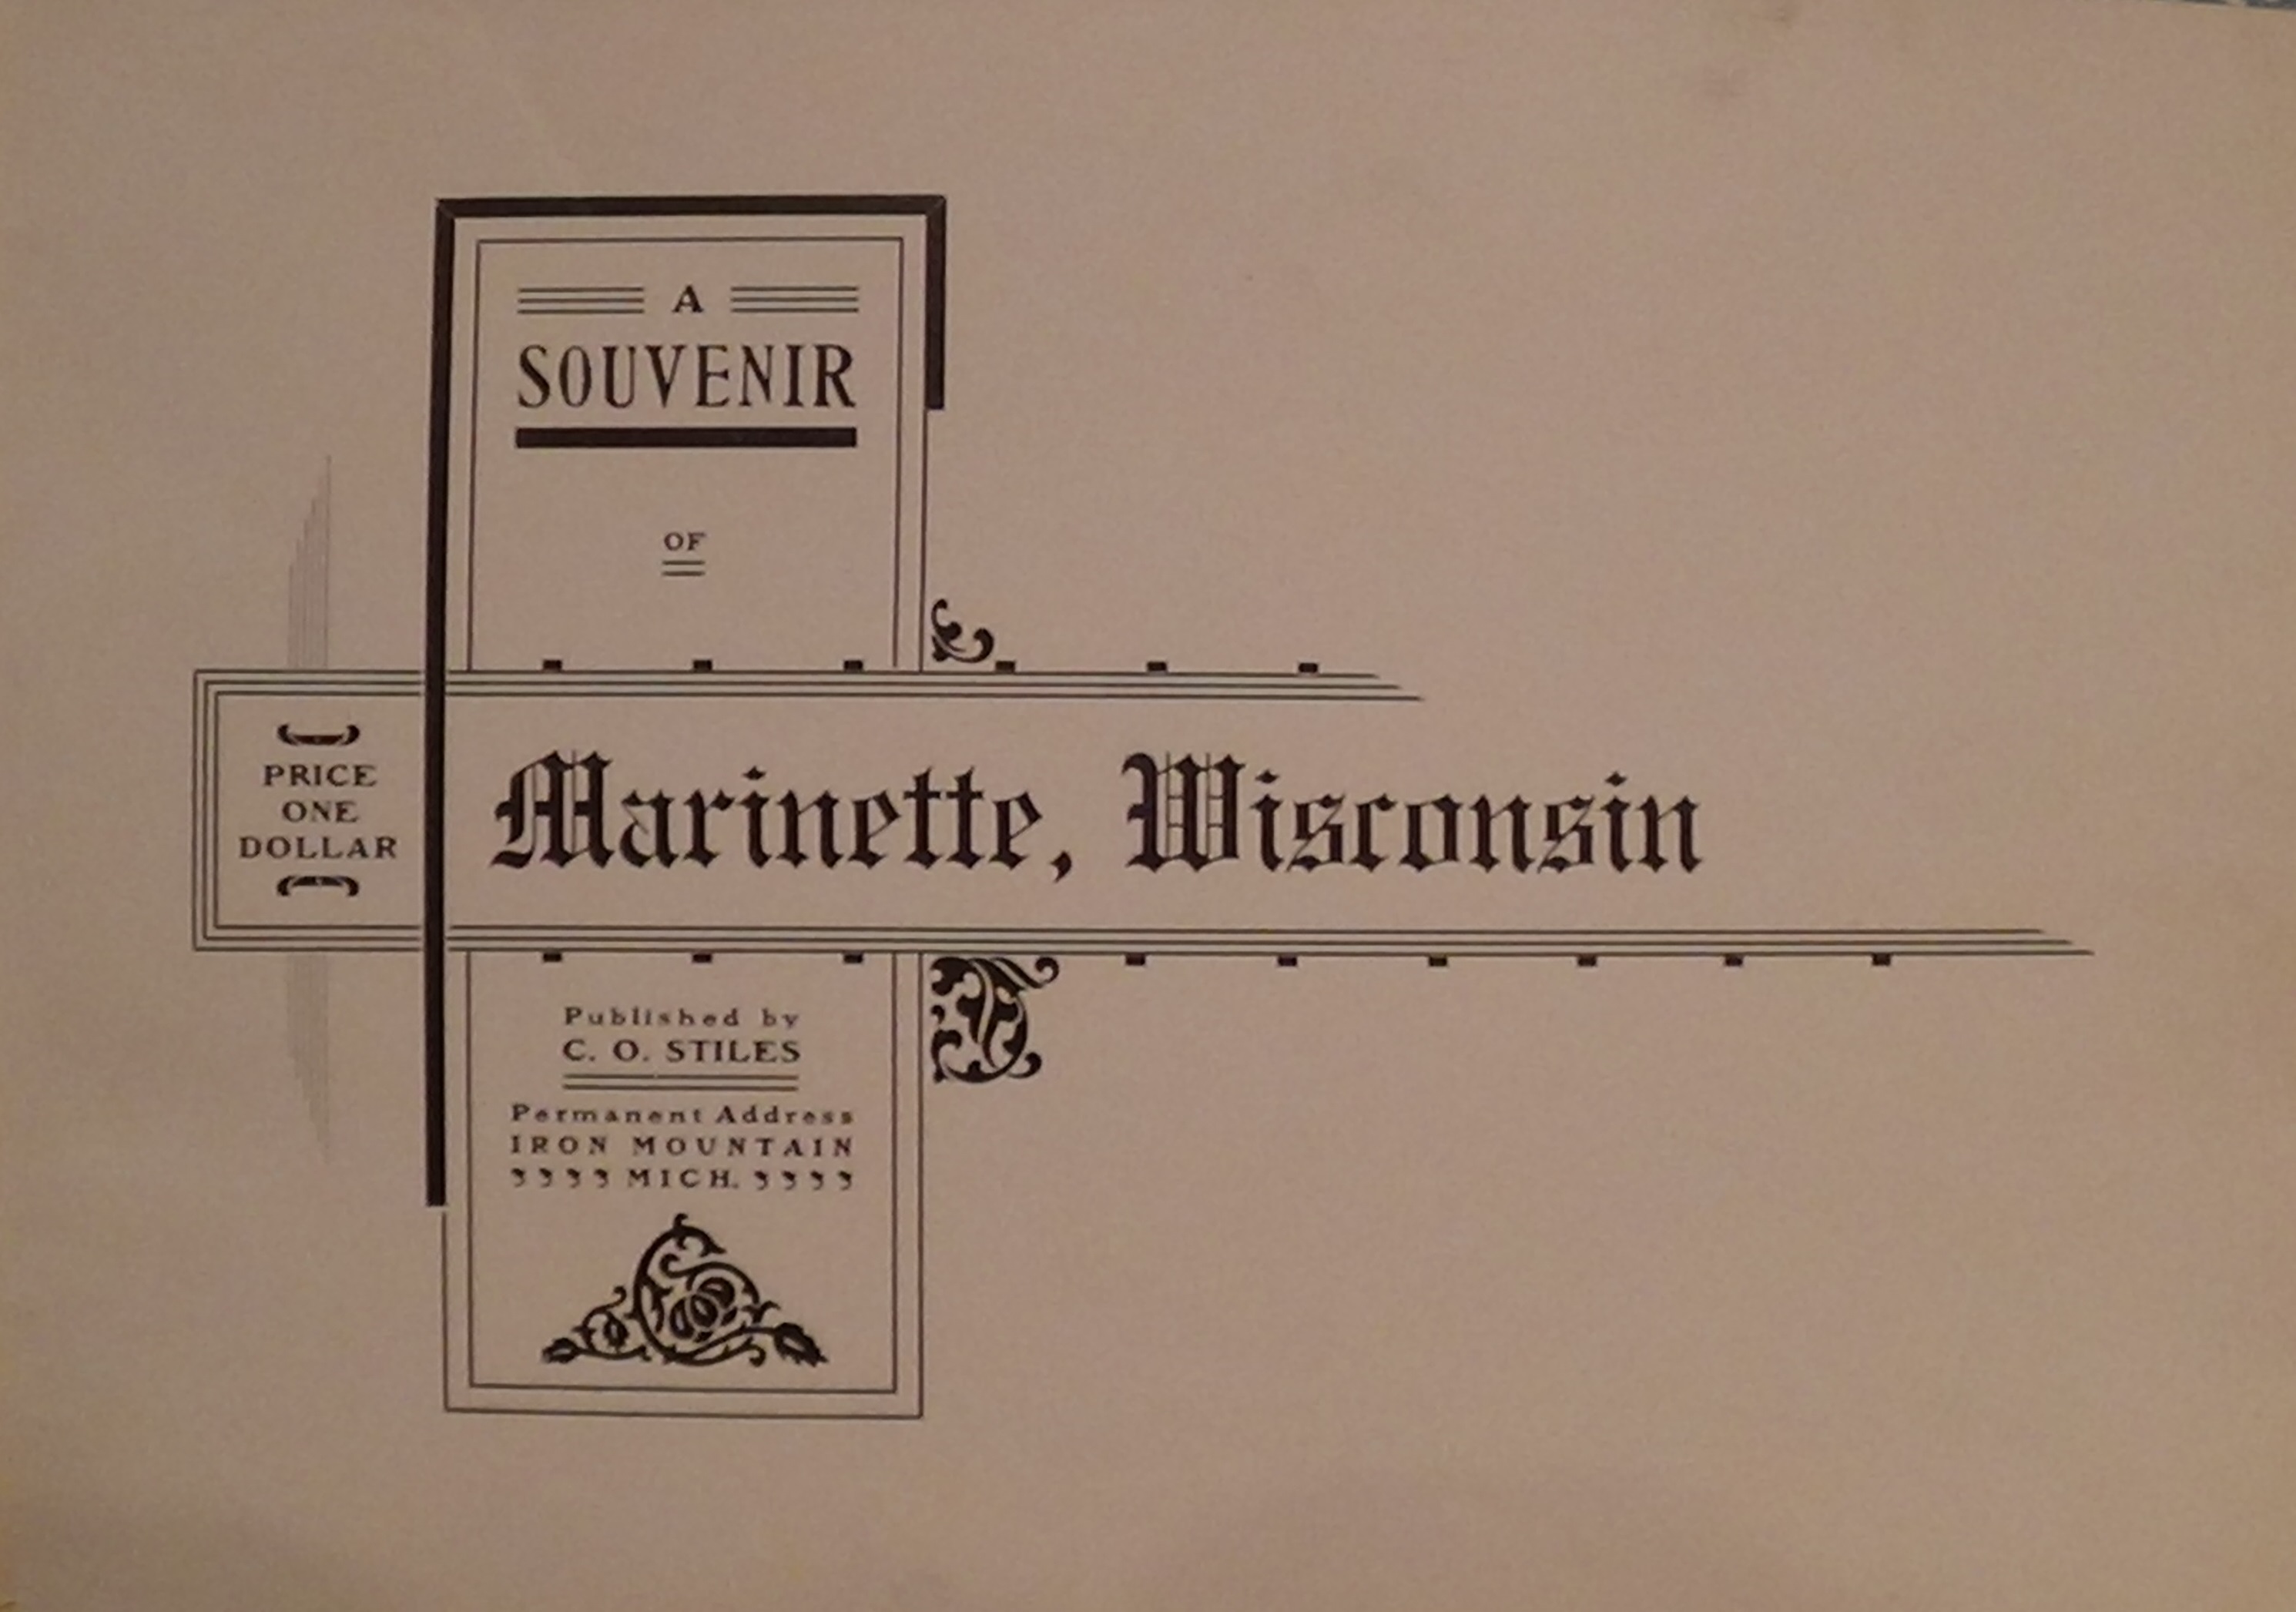 A
SOUVENIR
OF
PRICE
ONE
DOLLAR
Marinette, Wisconsin
Published by
C. O. STILES
Permanent Address
IRON MOUNTAIN
MICH.